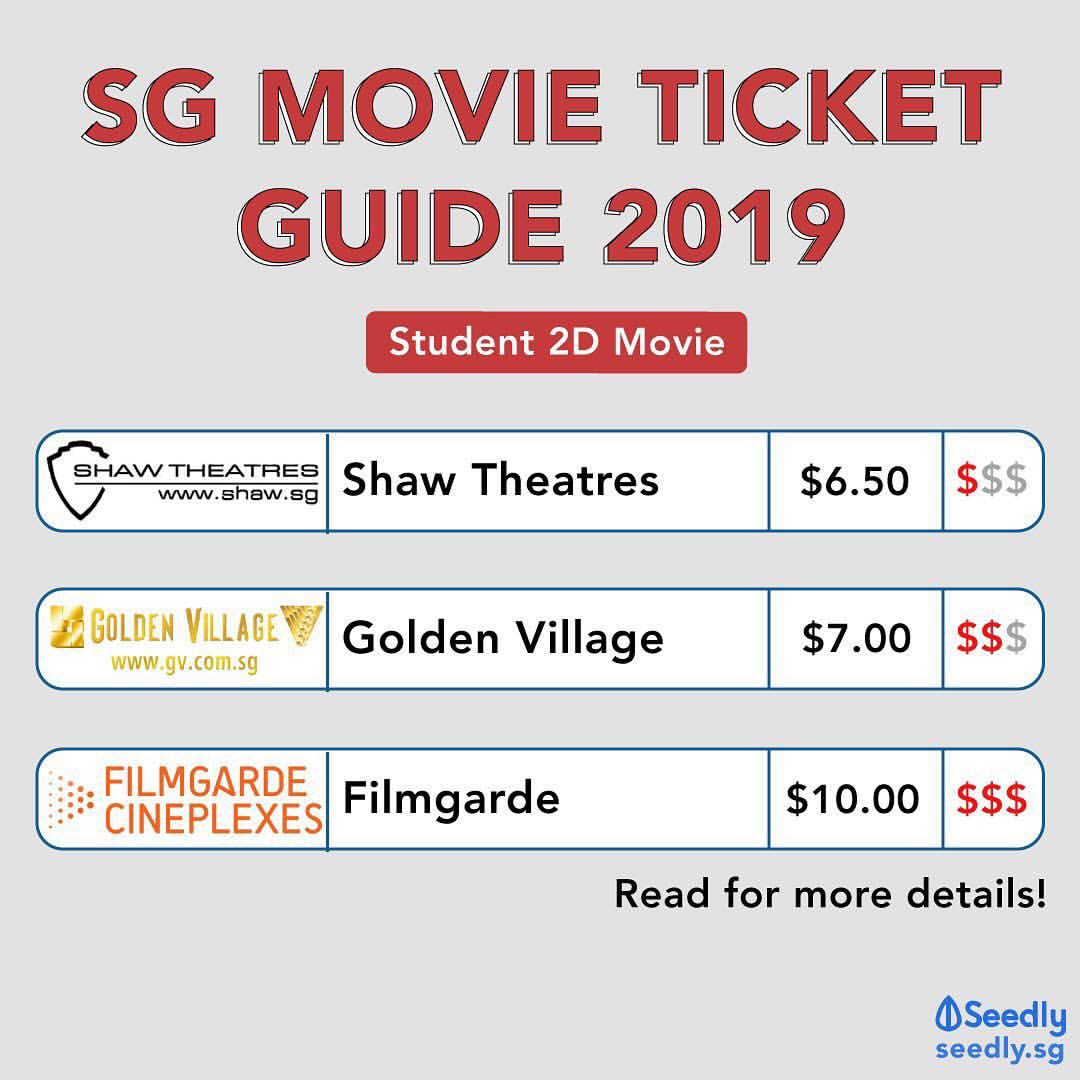 SG MOVIE TICKET
GUIDE 2019
Student 2D Movie
SHAW THEATRES
www.shaw.sg
Shaw Theatres
$6.50
$$$
GOLDEN VILLAGE
www.gv.com.sg
Golden Village
$7.00
$$$
FILMGARDE
CINEPLEXES
Filmgarde
$10.00
$$$
Read for more details!
Seedly
seedly.sg